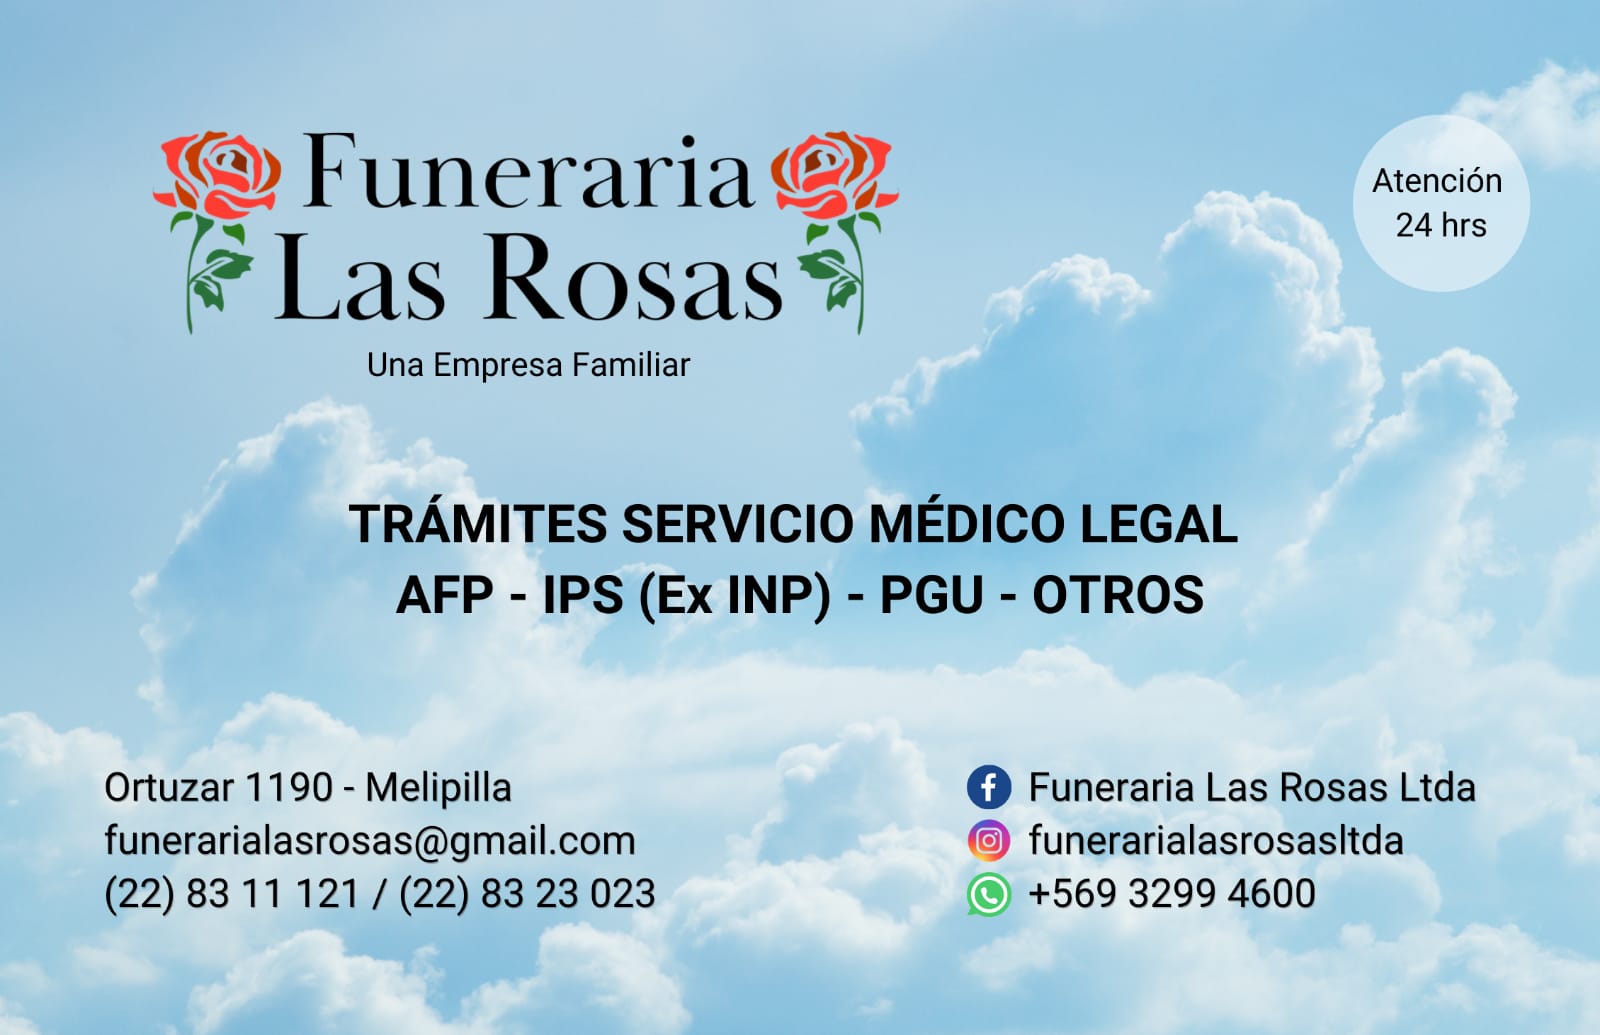 Funeraria
Las Rosas
Una Empresa Familiar
Atención
24 hrs
TRÁMITES SERVICIO MÉDICO LEGAL
AFP - IPS (Ex INP) - PGU - OTROS
Ortuzar 1190 - Melipilla
funerarialasrosas@gmail.com
(22) 83 11 121 / (22) 83 23 023
Funeraria Las Rosas Ltda
funerarialasrosasltda
+569 3299 4600